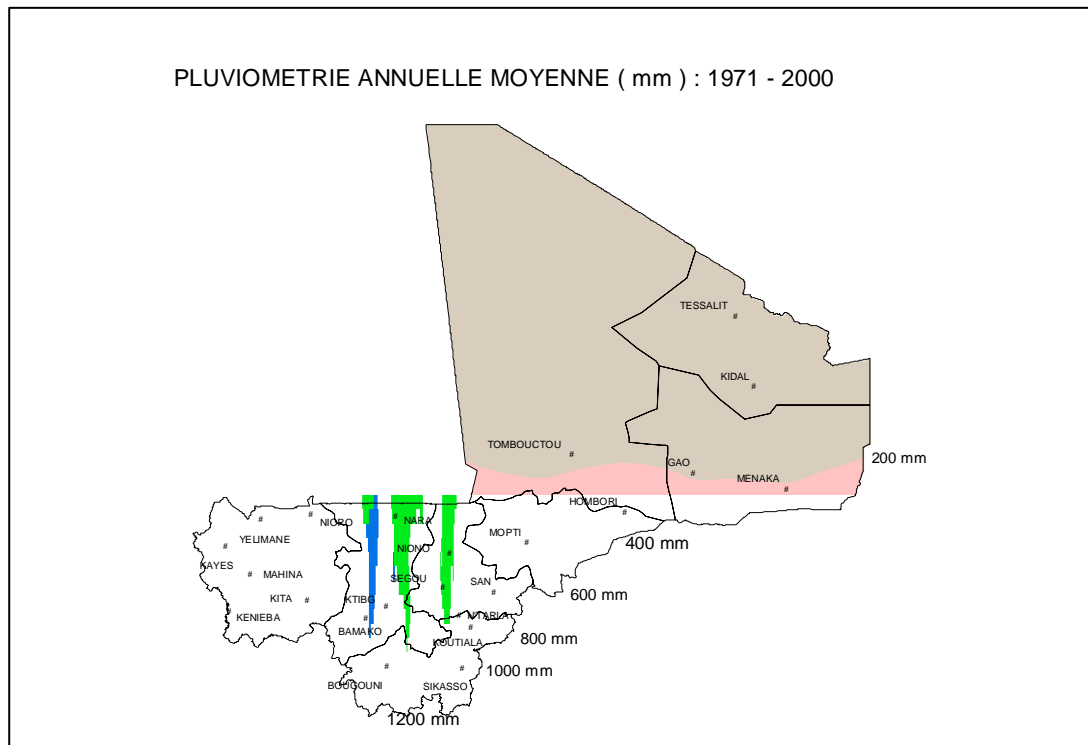 PLUVIOMETRIE ANNUELLE MOYENNE ( mm ) : 1971 - 2000
TESSALIT
KIDAL
TOMBOUCTOU
200 mm
GAO
MENAKA
HOMBORI
NIORO
NARA
YELIMANE
MOPTI
400 mm
NIONO
KAYES
MAHINA
SEGOU
SAN
600 mm
KITA
KTIBG
KENIEBA
N'TARLA
BAMAKO
800 mm
KOUTIALA
1000 mm
BOUGOUNI
SIKASSO
1200 mm